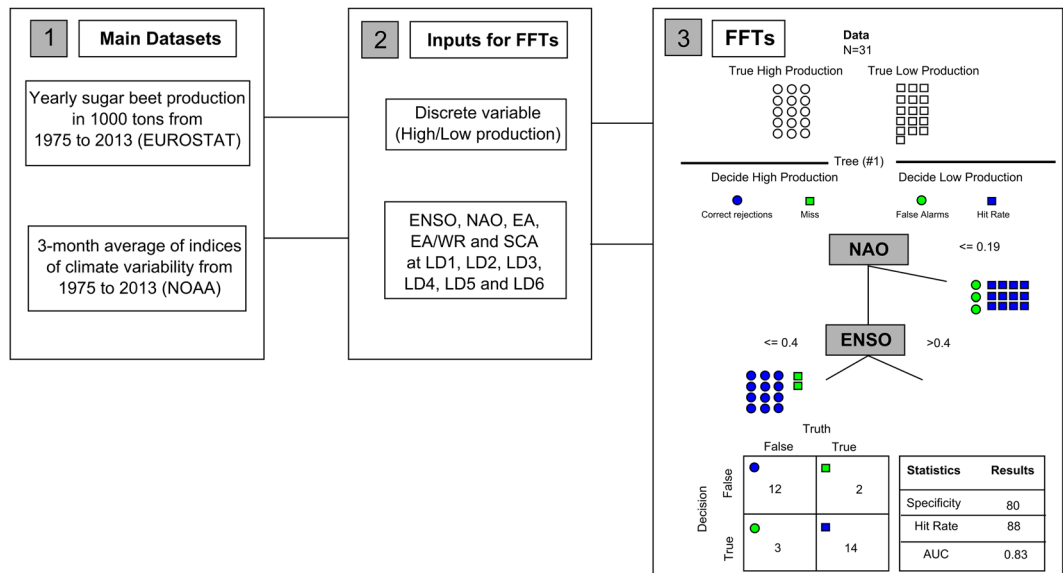 1
Main Datasets
Yearly sugar beet production
in 1000 tons from
1975 to 2013 (EUROSTAT)
3-month average of indices
of climate variability from
1975 to 2013 (NOAA)
2
Inputs for FFTs
Discrete variable
(High/Low production)
ENSO, NAO, EA,
EA/WR and SCA
at LD1, LD2, LD3,
LD4, LD5 and LD6
3
FFTs
Data
N=31
True High Production
True Low Production
Tree (#1)
Decide High Production
Decide Low Production
Correct rejections
Miss
False Alarms
Hit Rate
NAO
<= 0.19
ENSO
<= 0.4
>0.4
Truth
False
True
Decision
False
True
12
2
3
14
Statistics Results
Specificity 80
Hit Rate 88
AUC 0.83